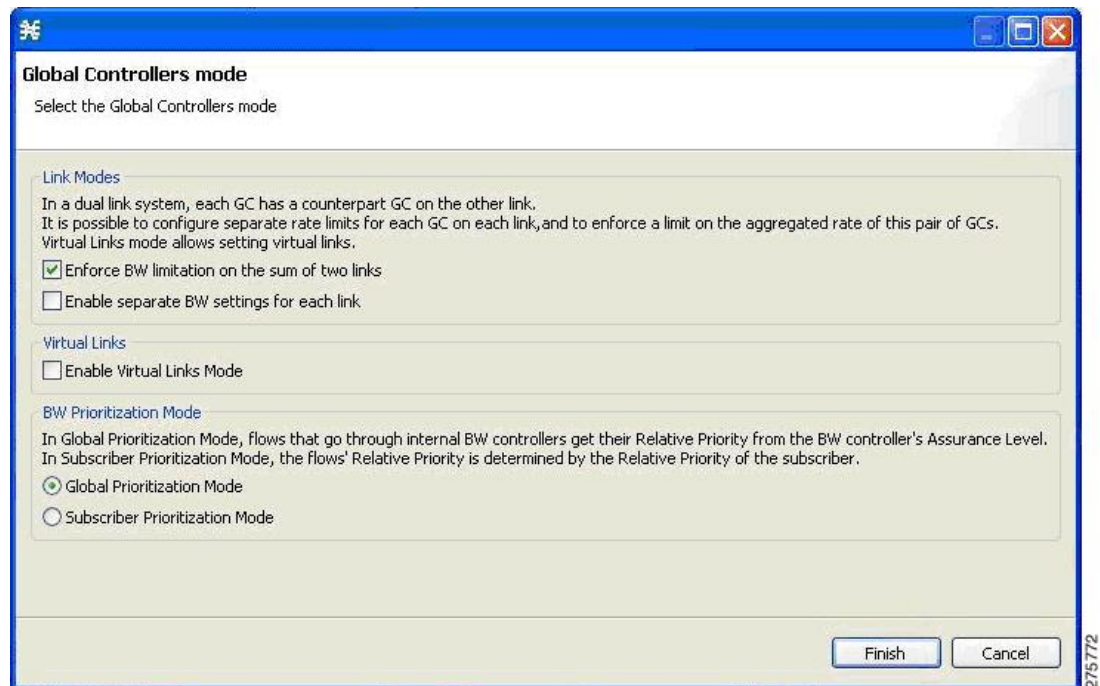 Global Controllers mode
Select the Global Controllers mode
Link Modes
In a dual link system, each GC has a counterpart GC on the other link.
It is possible to configure separate rate limits for each GC on each link,and to enforce a limit on the aggregated rate of this pair of GCs.
Virtual Links mode allows setting virtual links.
Enforce BW limitation on the sum of two links
Enable separate BW settings for each link
Virtual Links
Enable Virtual Links Mode
BW Prioritization Mode
In Global Prioritization Mode, flows that go through internal BW controllers get their Relative Priority from the BW controller's Assurance Level.
In Subscriber Prioritization Mode, the flows' Relative Priority is determined by the Relative Priority of the subscriber.
Global Prioritization Mode
Subscriber Prioritization Mode
Finish Cancel
275772